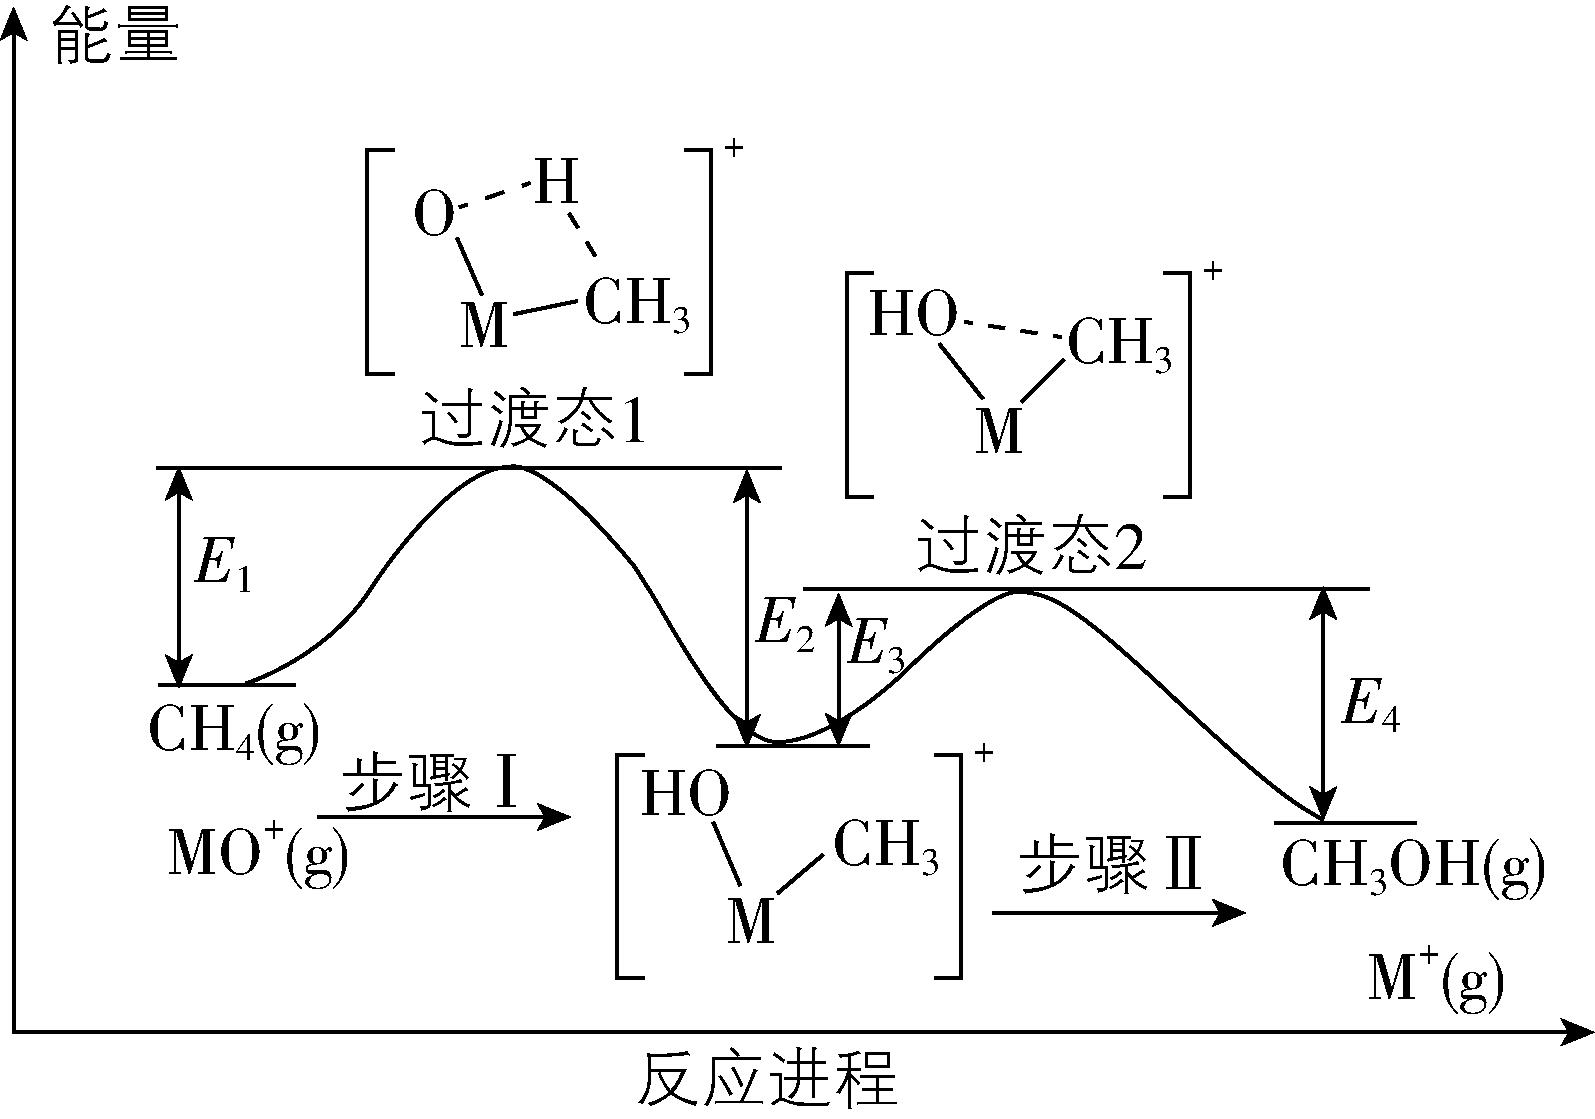 能量
[O H M CH₃]⁺
过渡态1
[HO CH₃ M]⁺
过渡态2
E₁
E₂
E₃
E₄
CH₄(g)
MO⁺(g)
步骤Ⅰ
[HO M CH₃]⁺
步骤Ⅱ
CH₃OH(g)
M⁺(g)
反应进程